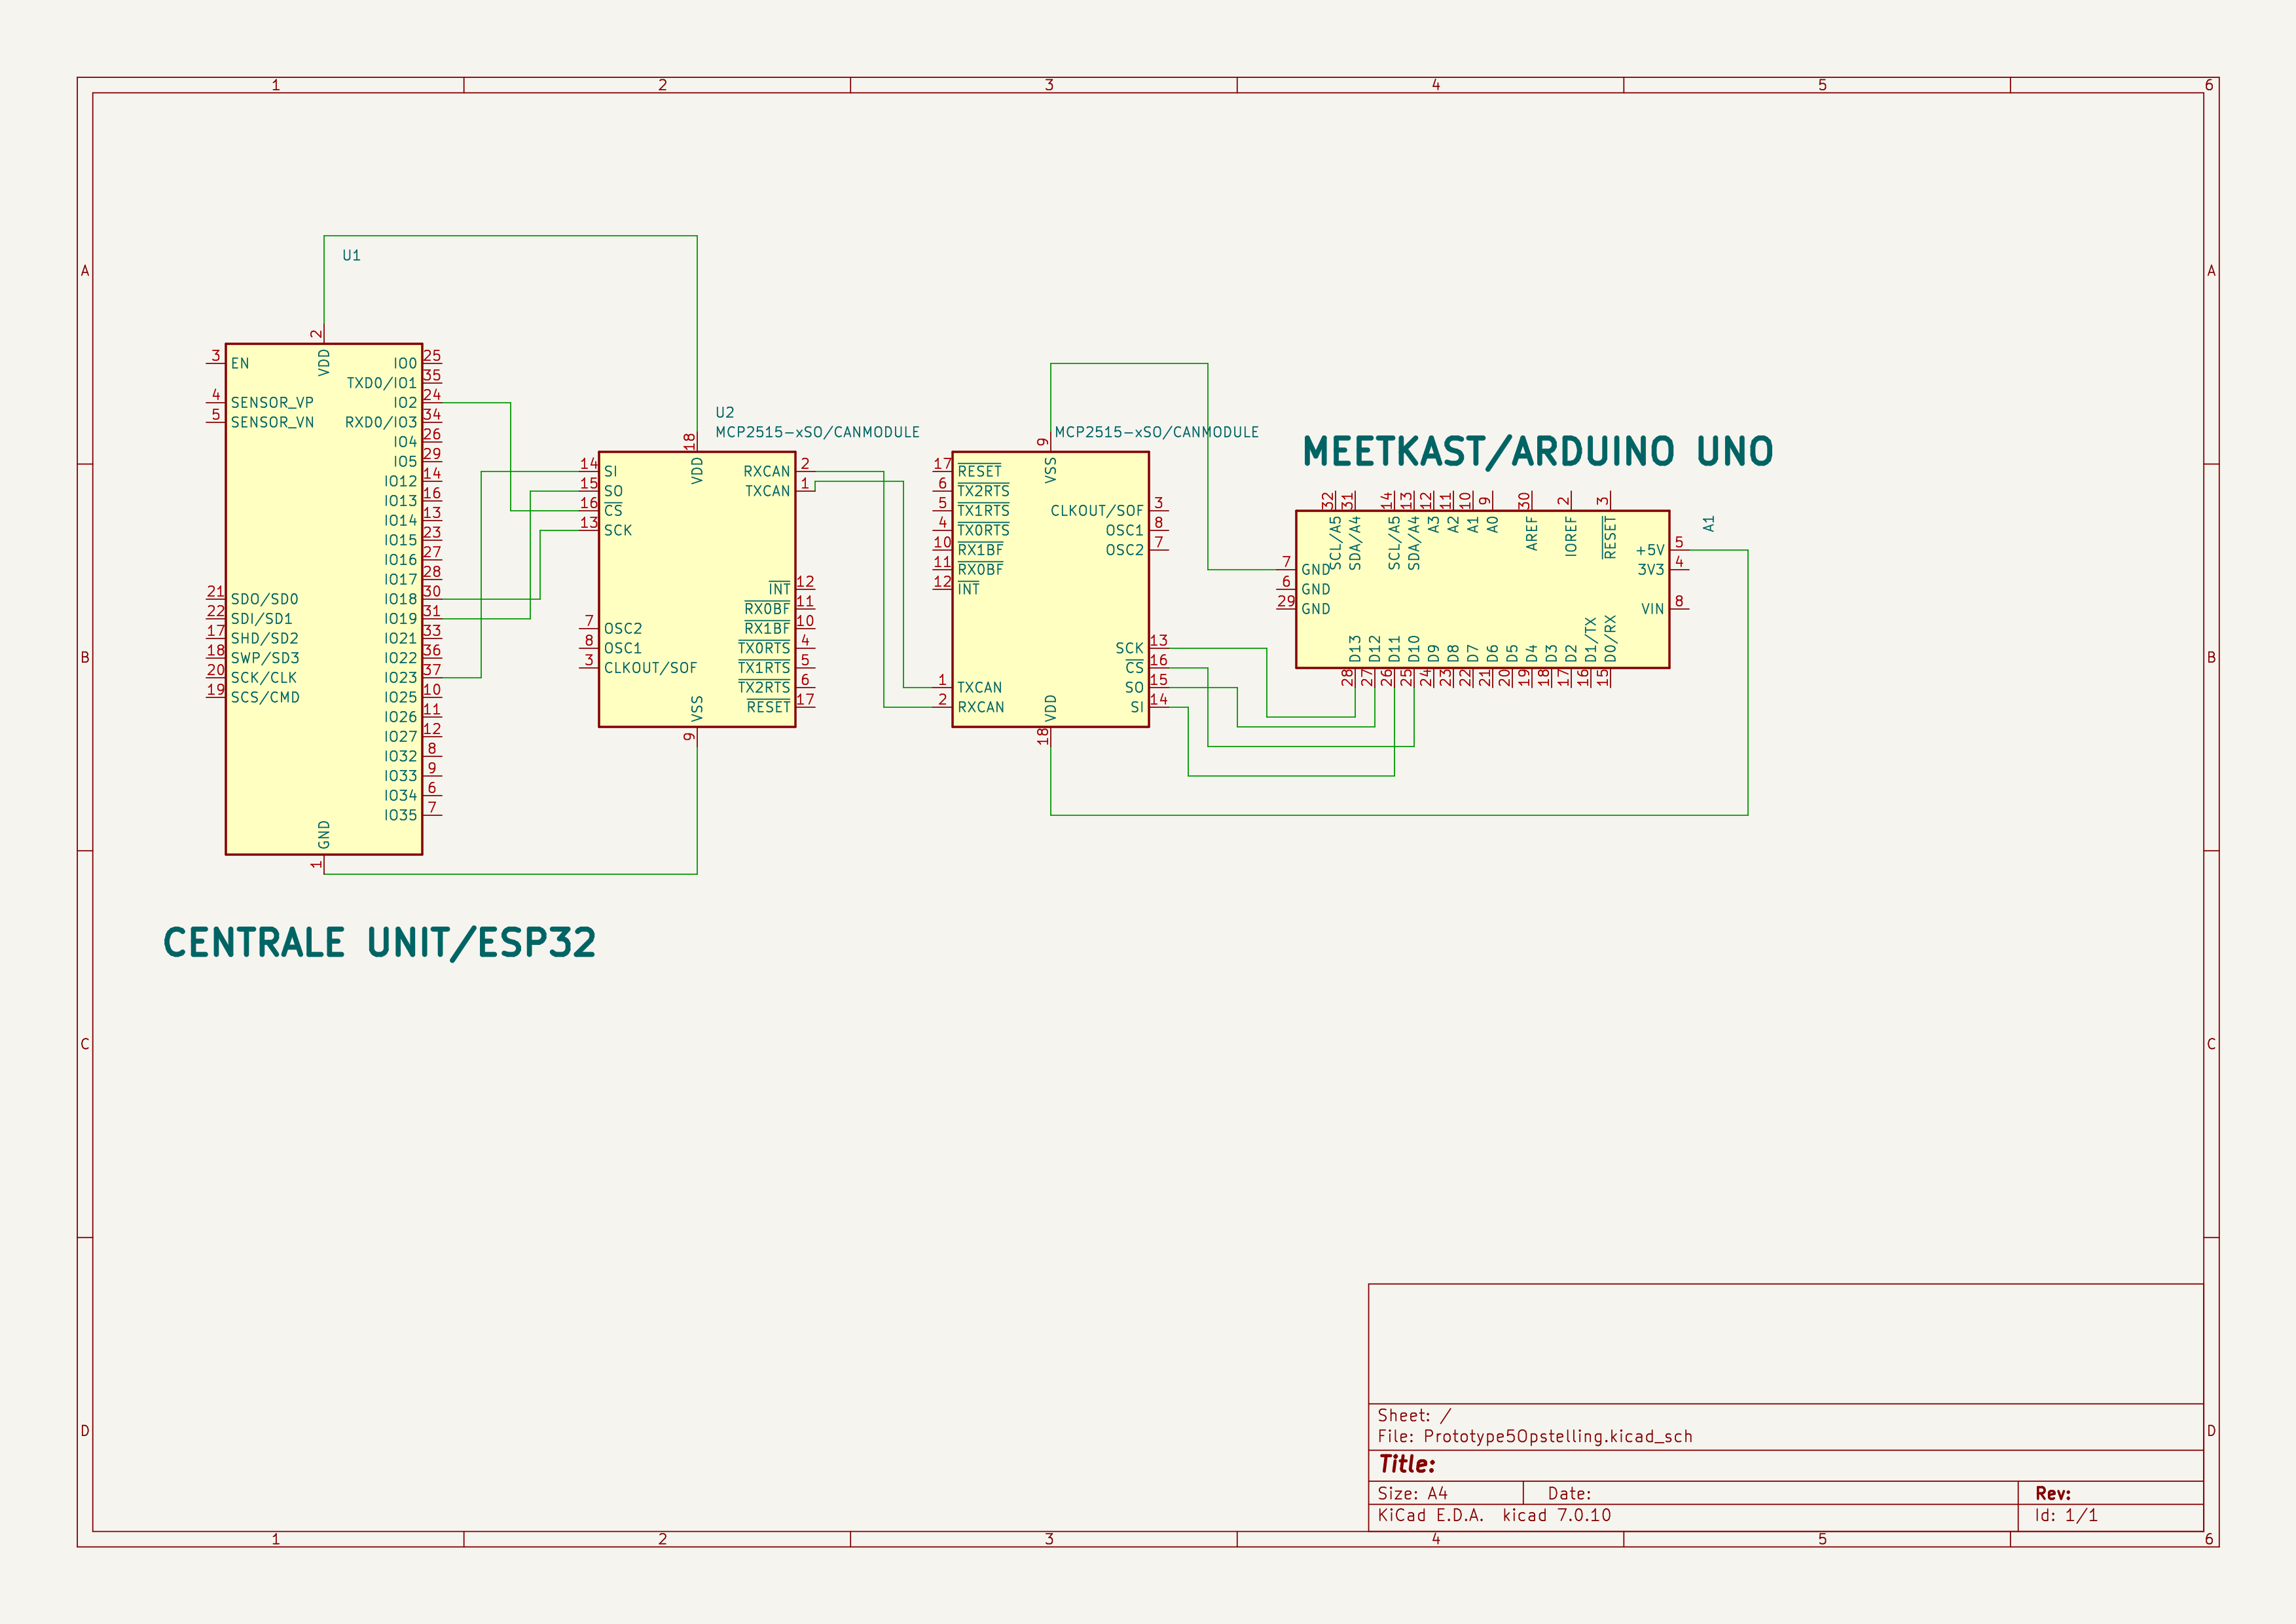 1 2 3 4 5 6
A A
B B
C C
D D
U1
2
VDD
3 EN
4 SENSOR_VP
5 SENSOR_VN
21 SDO/SD0
22 SDI/SD1
17 SHD/SD2
18 SWP/SD3
20 SCK/CLK
19 SCS/CMD
IO0 25
TXD0/IO1 35
IO2 24
RXD0/IO3 34
IO4 26
IO5 29
IO12 14
IO13 16
IO14 13
IO15 23
IO16 27
IO17 28
IO18 30
IO19 31
IO21 33
IO22 36
IO23 37
IO25 10
IO26 11
IO27 12
IO32 8
IO33 9
IO34 6
IO35 7
GND
1
CENTRALE UNIT/ESP32
U2
MCP2515-xSO/CANMODULE
18
VDD
14 SI
15 SO
16 CS
13 SCK
7 OSC2
8 OSC1
3 CLKOUT/SOF
RXCAN 2
TXCAN 1
INT 12
RX0BF 11
RX1BF 10
TX0RTS 4
TX1RTS 5
TX2RTS 6
RESET 17
VSS
9
MCP2515-xSO/CANMODULE
9
VSS
17 RESET
6 TX2RTS
5 TX1RTS
4 TX0RTS
10 RX1BF
11 RX0BF
12 INT
1 TXCAN
2 RXCAN
CLKOUT/SOF 3
OSC1 8
OSC2 7
SCK 13
CS 16
SO 15
SI 14
VDD
18
MEETKAST/ARDUINO UNO
A1
32 SCL/A5
31 SDA/A4
14 SCL/A5
13 SDA/A4
12 A3
11 A2
10 A1
9 A0
30 AREF
2 IOREF
3 RESET
7 GND
6 GND
29 GND
+5V 5
3V3 4
VIN 8
D13 28
D12 27
D11 26
D10 25
D9 24
D8 23
D7 22
D6 21
D5 20
D4 19
D3 18
D2 17
D1/TX 16
D0/RX 15
Sheet: /
File: Prototype5Opstelling.kicad_sch
Title:
Size: A4 Date: Rev:
KiCad E.D.A. kicad 7.0.10 Id: 1/1
1 2 3 4 5 6